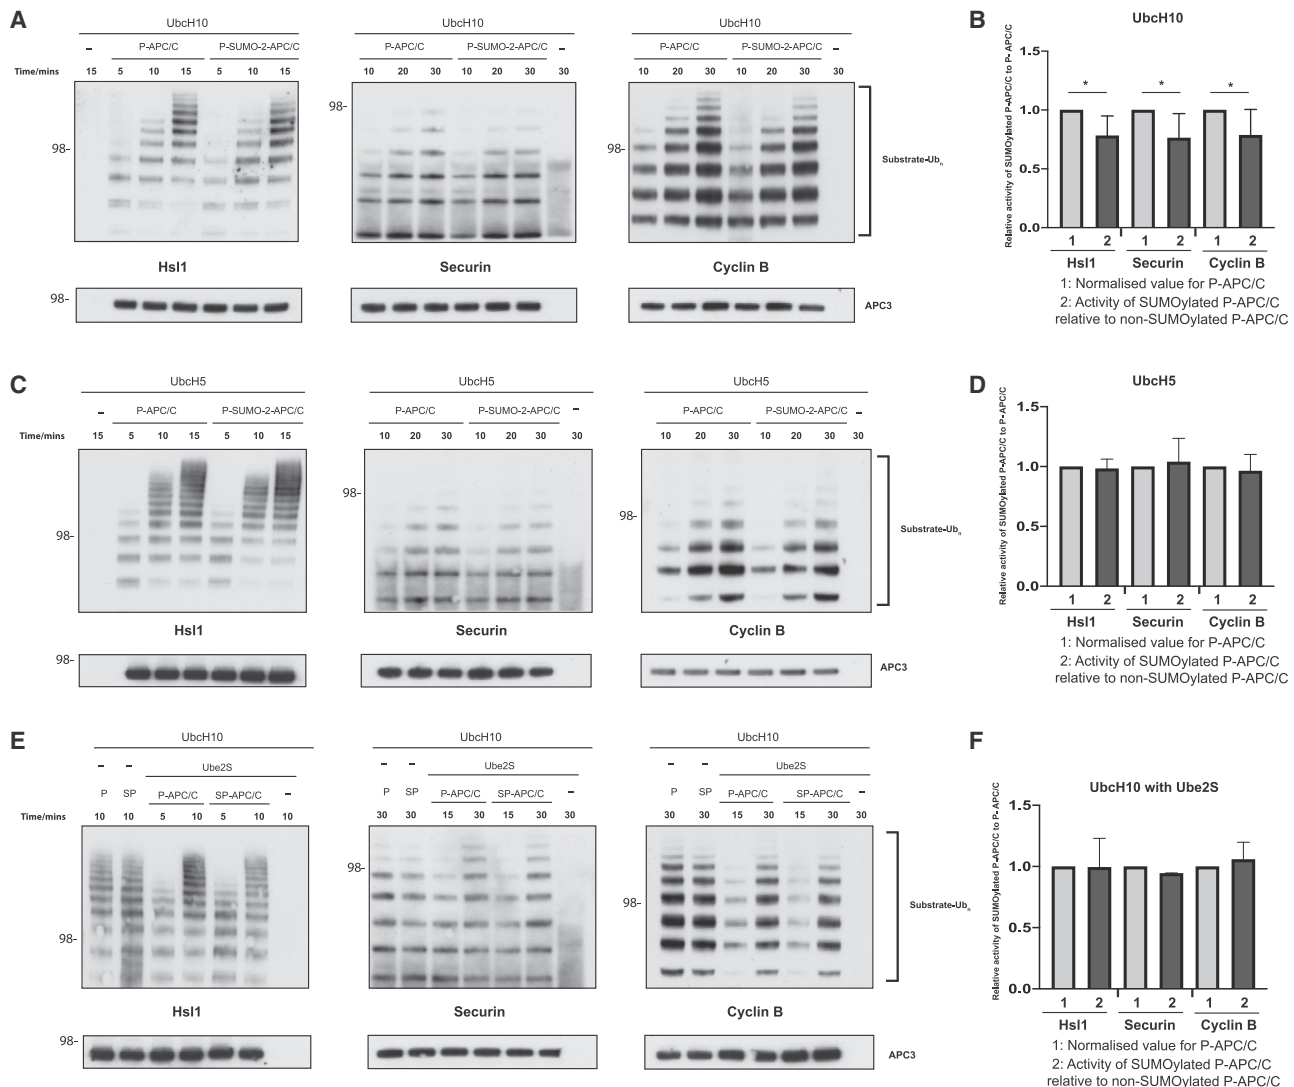 A
UbcH10
– P-APC/C P-SUMO-2-APC/C
Time/mins 15 5 10 15 5 10 15
98-
Hsl1
98-
UbcH10
P-APC/C P-SUMO-2-APC/C –
10 20 30 10 20 30 30
98-
Securin
UbcH10
P-APC/C P-SUMO-2-APC/C –
10 20 30 10 20 30 30
98-
Substrate-Ubn
Cyclin B
APC3
B
UbcH10
Relative activity of SUMOylated P-APC/C to P-APC/C
1.5
1.0
0.5
0.0
* * *
1 2 1 2 1 2
Hsl1 Securin Cyclin B
1: Normalised value for P-APC/C
2: Activity of SUMOylated P-APC/C
relative to non-SUMOylated P-APC/C
C
UbcH5
– P-APC/C P-SUMO-2-APC/C
Time/mins 15 5 10 15 5 10 15
98-
Hsl1
98-
UbcH5
P-APC/C P-SUMO-2-APC/C –
10 20 30 10 20 30 30
98-
Securin
UbcH5
P-APC/C P-SUMO-2-APC/C –
10 20 30 10 20 30 30
98-
Substrate-Ubn
Cyclin B
APC3
D
UbcH5
Relative activity of SUMOylated P-APC/C to P-APC/C
1.5
1.0
0.5
0.0
1 2 1 2 1 2
Hsl1 Securin Cyclin B
1: Normalised value for P-APC/C
2: Activity of SUMOylated P-APC/C
relative to non-SUMOylated P-APC/C
E
UbcH10
– – Ube2S
P SP P-APC/C SP-APC/C –
Time/mins 10 10 5 10 5 10 10
98-
Hsl1
98-
UbcH10
– – Ube2S
P SP P-APC/C SP-APC/C –
30 30 15 30 15 30 30
98-
Securin
UbcH10
– – Ube2S
P SP P-APC/C SP-APC/C –
30 30 15 30 15 30 30
98-
Substrate-Ubn
Cyclin B
APC3
F
UbcH10 with Ube2S
Relative activity of SUMOylated P-APC/C to P-APC/C
1.5
1.0
0.5
0.0
1 2 1 2 1 2
Hsl1 Securin Cyclin B
1: Normalised value for P-APC/C
2: Activity of SUMOylated P-APC/C
relative to non-SUMOylated P-APC/C